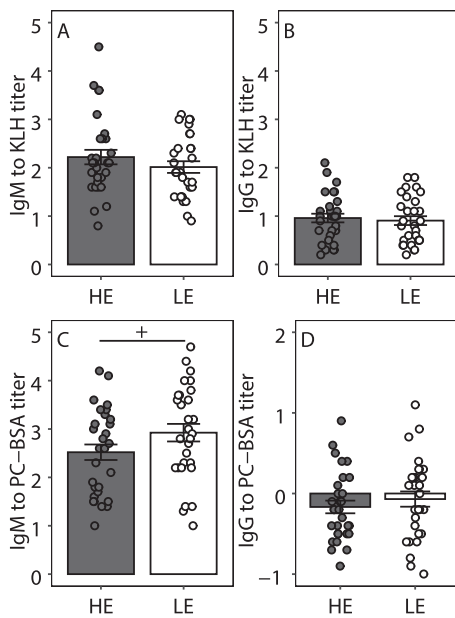 A
B
IgM to KLH titer
5
4
3
2
1
0
HE
LE
IgG to KLH titer
5
4
3
2
1
0
HE
LE
C
+
D
IgM to PC−BSA titer
5
4
3
2
1
0
HE
LE
IgG to PC−BSA titer
2
1
0
−1
HE
LE